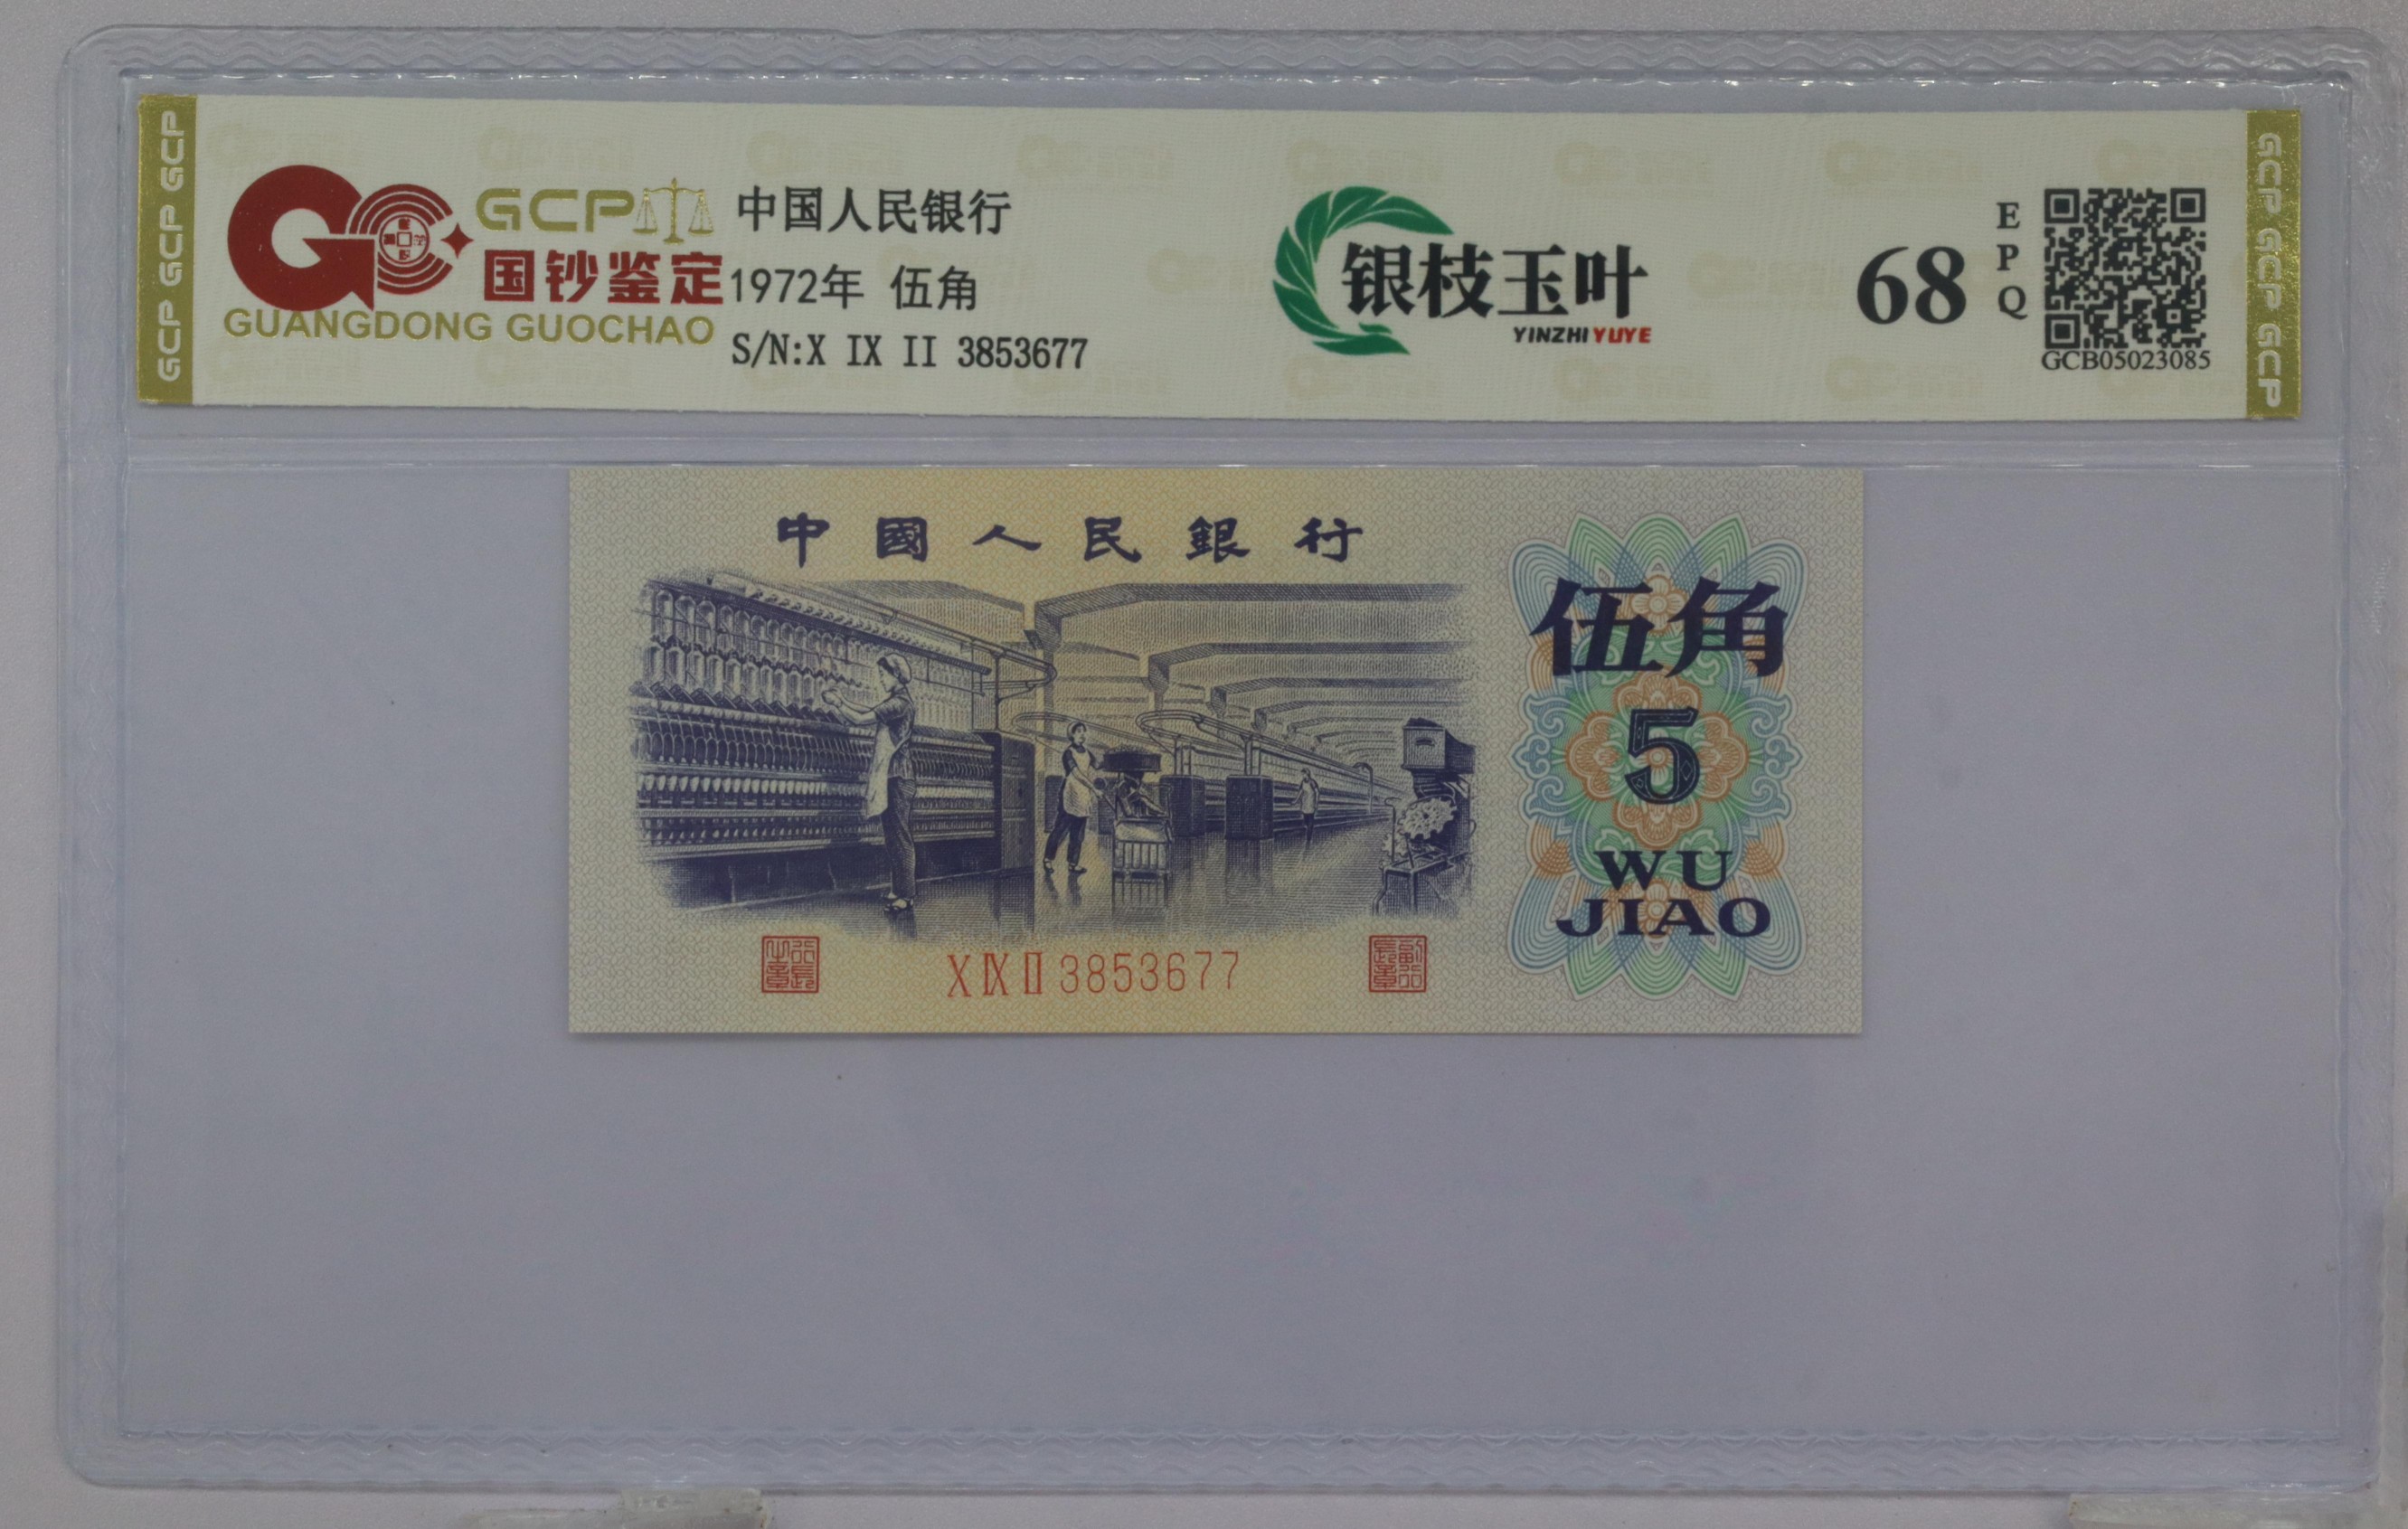 GCP GCP GCP
GCP
国钞鉴定
GUANGDONG GUOCHAO
中国人民银行
1972年 伍角
S/N:X IX II 3853677
银枝玉叶
YINZHI YUYE
68
EPQ
GCB05023085
GCP GCP GCP
中國人民銀行
伍角
5
WU
JIAO
X IX II 3853677